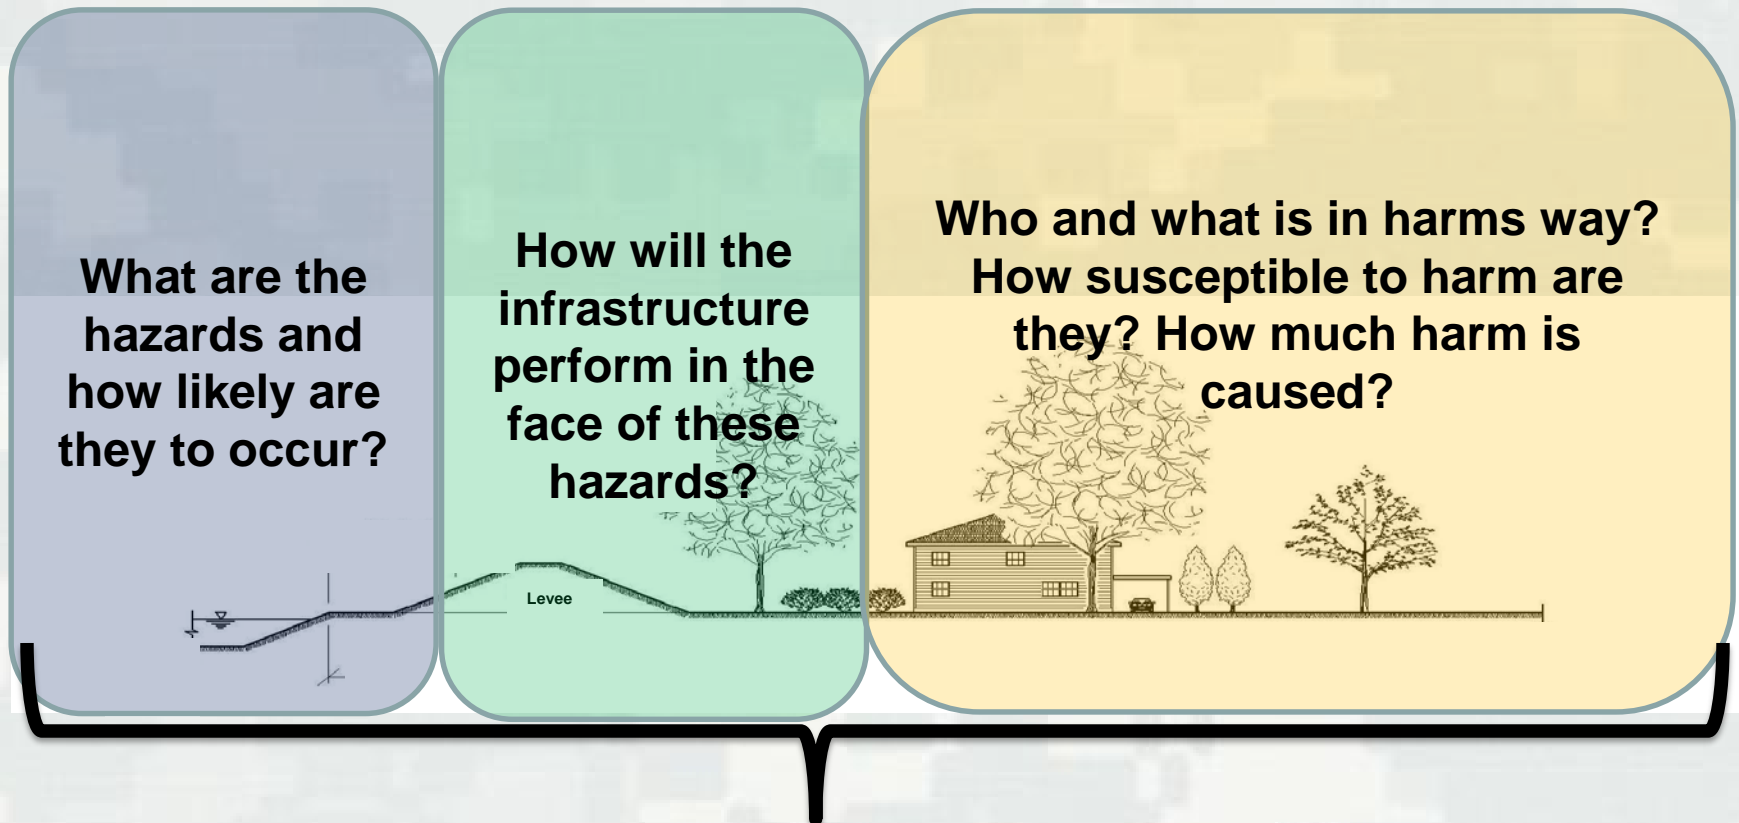 What are the
hazards and
how likely are
they to occur?
How will the
infrastructure
perform in the
face of these
hazards?
Who and what is in harms way?
How susceptible to harm are
they? How much harm is
caused?
Levee